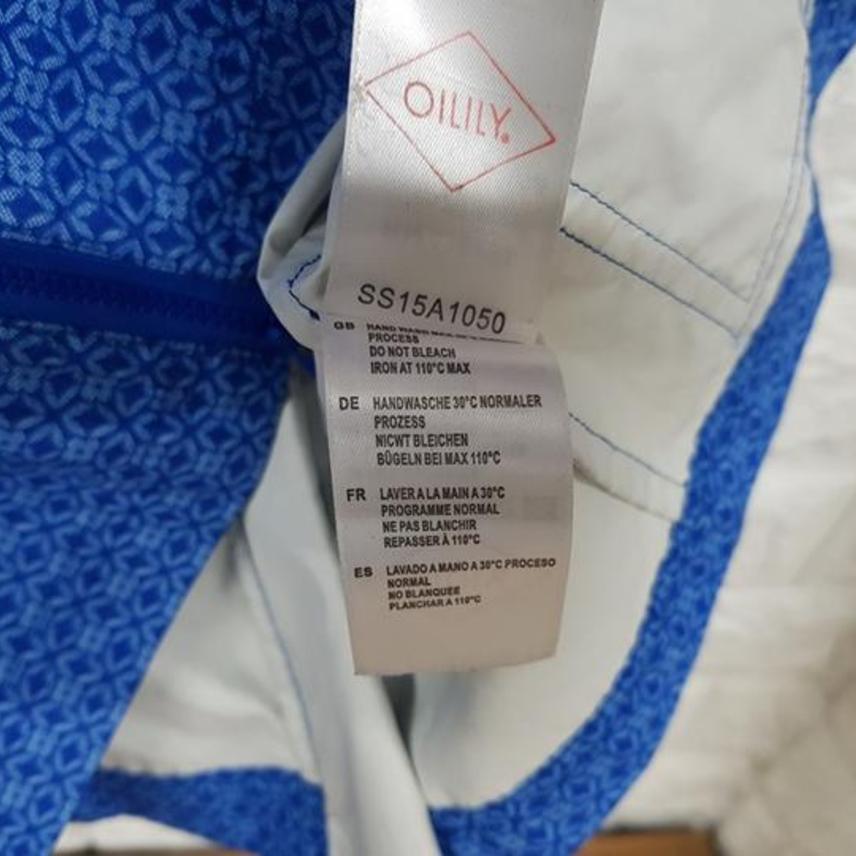 OILILY
SS15A1050
GB
PROCESS
DO NOT BLEACH
IRON AT 110°C MAX
DE HANDWASCHE 30°C NORMALER
PROZESS
NICWT BLEICHEN
BÜGELN BEI MAX 110°C
FR LAVER A LA MAIN A 30°C
PROGRAMME NORMAL
NE PAS BLANCHIR
REPASSER À 110°C
ES LAVADO A MANO A 30°C PROCESO
NORMAL
NO BLANQUEE
PLANCHAR A 110°C